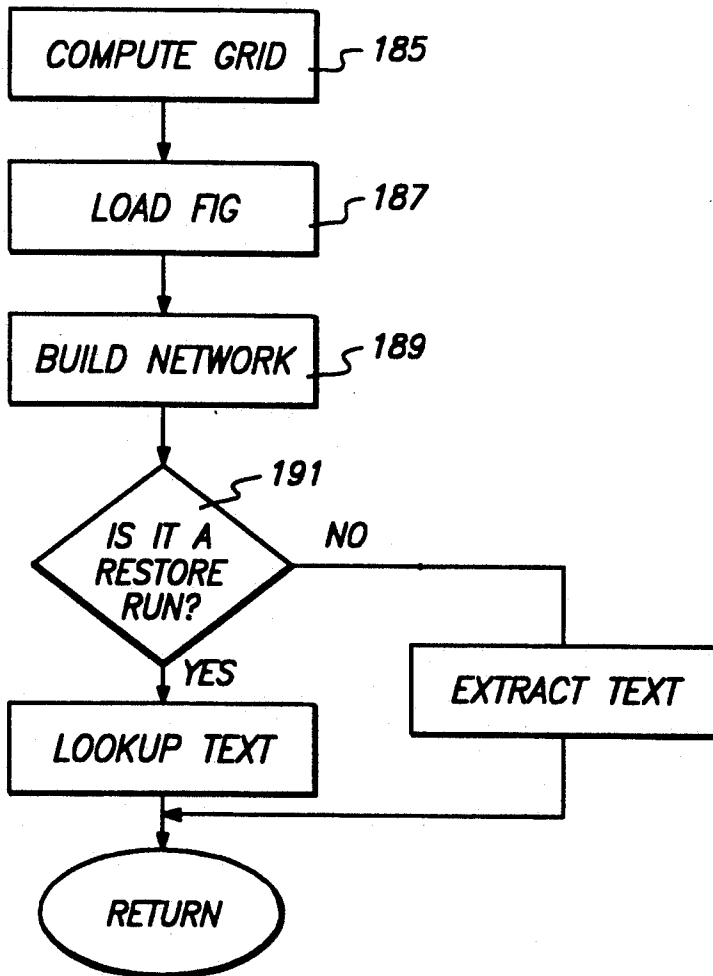 COMPUTE GRID
185
LOAD FIG
187
BUILD NETWORK
189
191
IS IT A
RESTORE
RUN?
NO
YES
EXTRACT TEXT
LOOKUP TEXT
RETURN